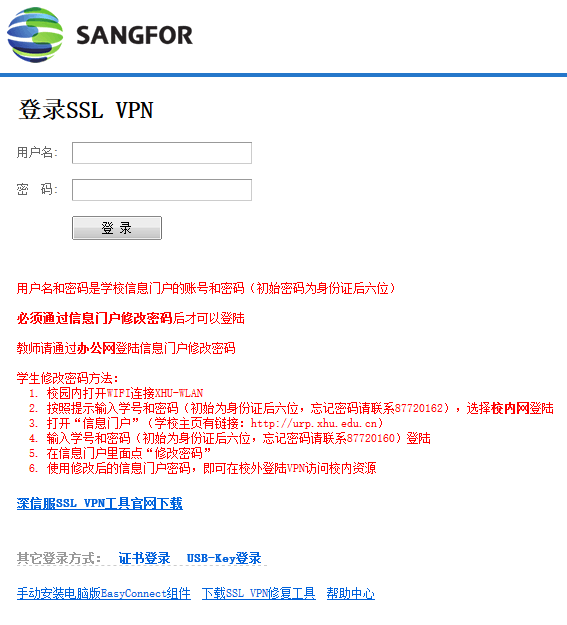 SANGFOR
登录SSL VPN
用户名:
密 码:
登 录
用户名和密码是学校信息门户的账号和密码（初始密码为身份证后六位）
必须通过信息门户修改密码后才可以登陆
教师请通过办公网登陆信息门户修改密码
学生修改密码方法：
1. 校园内打开WIFI连接XHU-WLAN
2. 按照提示输入学号和密码（初始为身份证后六位，忘记密码请联系87720162），选择校内网登陆
3. 打开“信息门户”（学校主页有链接：http://urp.xhu.edu.cn）
4. 输入学号和密码（初始为身份证后六位，忘记密码请联系87720160）登陆
5. 在信息门户里面点“修改密码”
6. 使用修改后的信息门户密码，即可在校外登陆VPN访问校内资源
深信服SSL VPN工具官网下载
其它登录方式： 证书登录 USB-Key登录
手动安装电脑版EasyConnect组件 下载SSL VPN修复工具 帮助中心